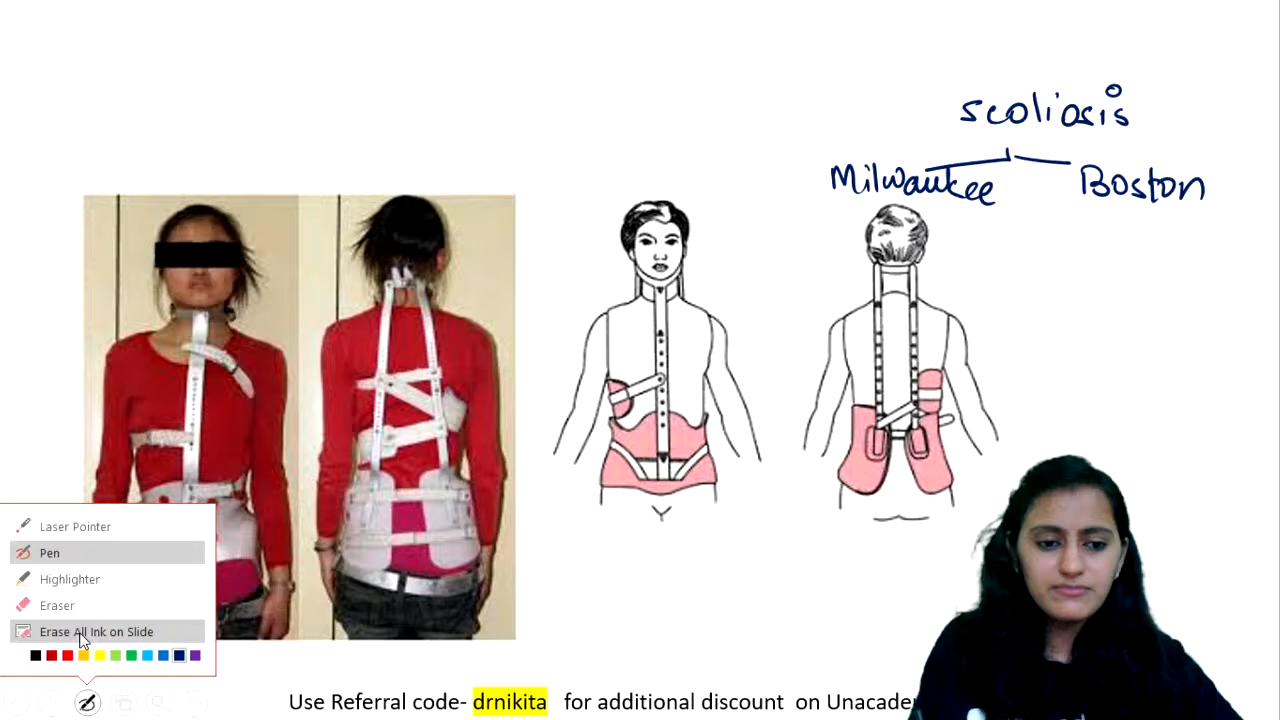 scoliosis
Milwaukee Boston
Laser Pointer
Pen
Highlighter
Eraser
Erase All Ink on Slide
Use Referral code- drnikita for additional discount on